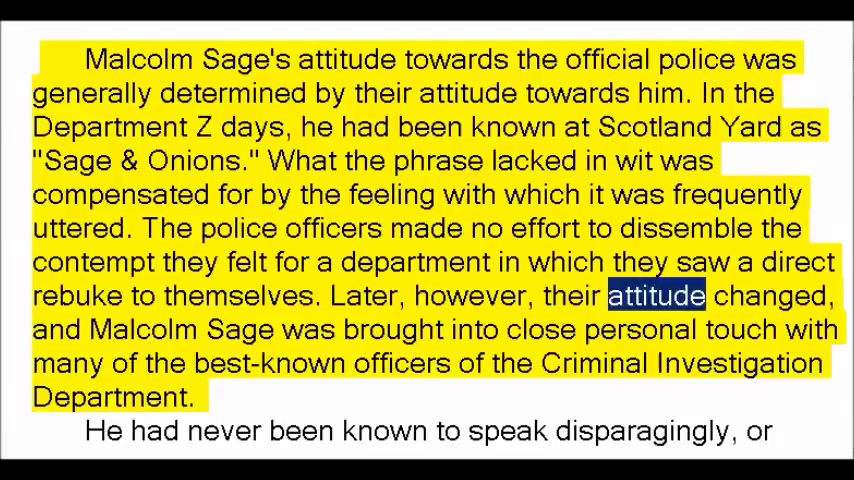 Malcolm Sage's attitude towards the official police was
generally determined by their attitude towards him. In the
Department Z days, he had been known at Scotland Yard as
"Sage & Onions." What the phrase lacked in wit was
compensated for by the feeling with which it was frequently
uttered. The police officers made no effort to dissemble the
contempt they felt for a department in which they saw a direct
rebuke to themselves. Later, however, their attitude changed,
and Malcolm Sage was brought into close personal touch with
many of the best-known officers of the Criminal Investigation
Department.
He had never been known to speak disparagingly, or